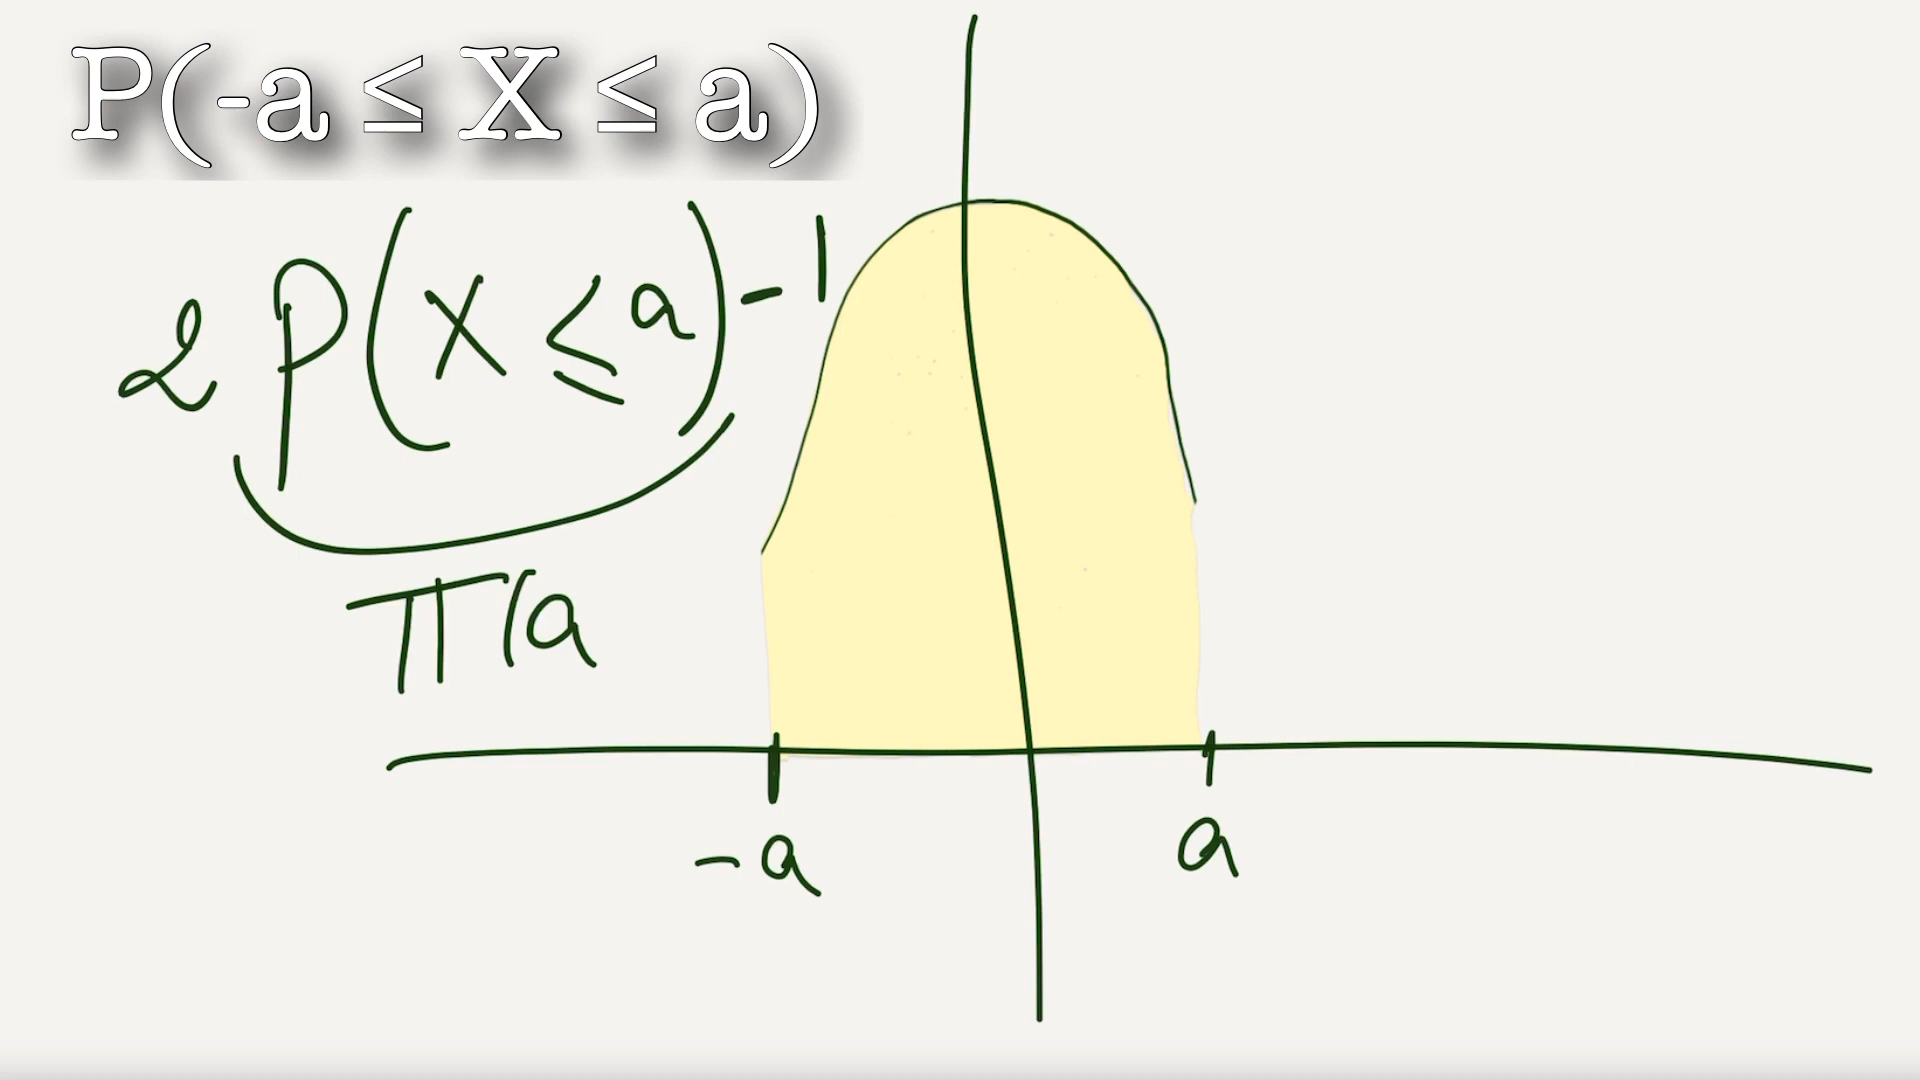 P(-a ≤ X ≤ a)
2P(X ≤ a) - 1
π(a
-a
a